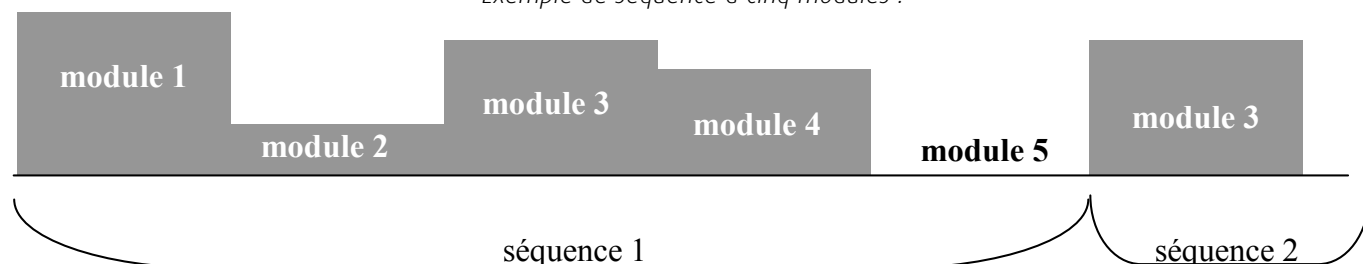 Exemple de séquence à cinq modules :
module 1
module 2
module 3
module 4
module 5
module 3
séquence 1
séquence 2